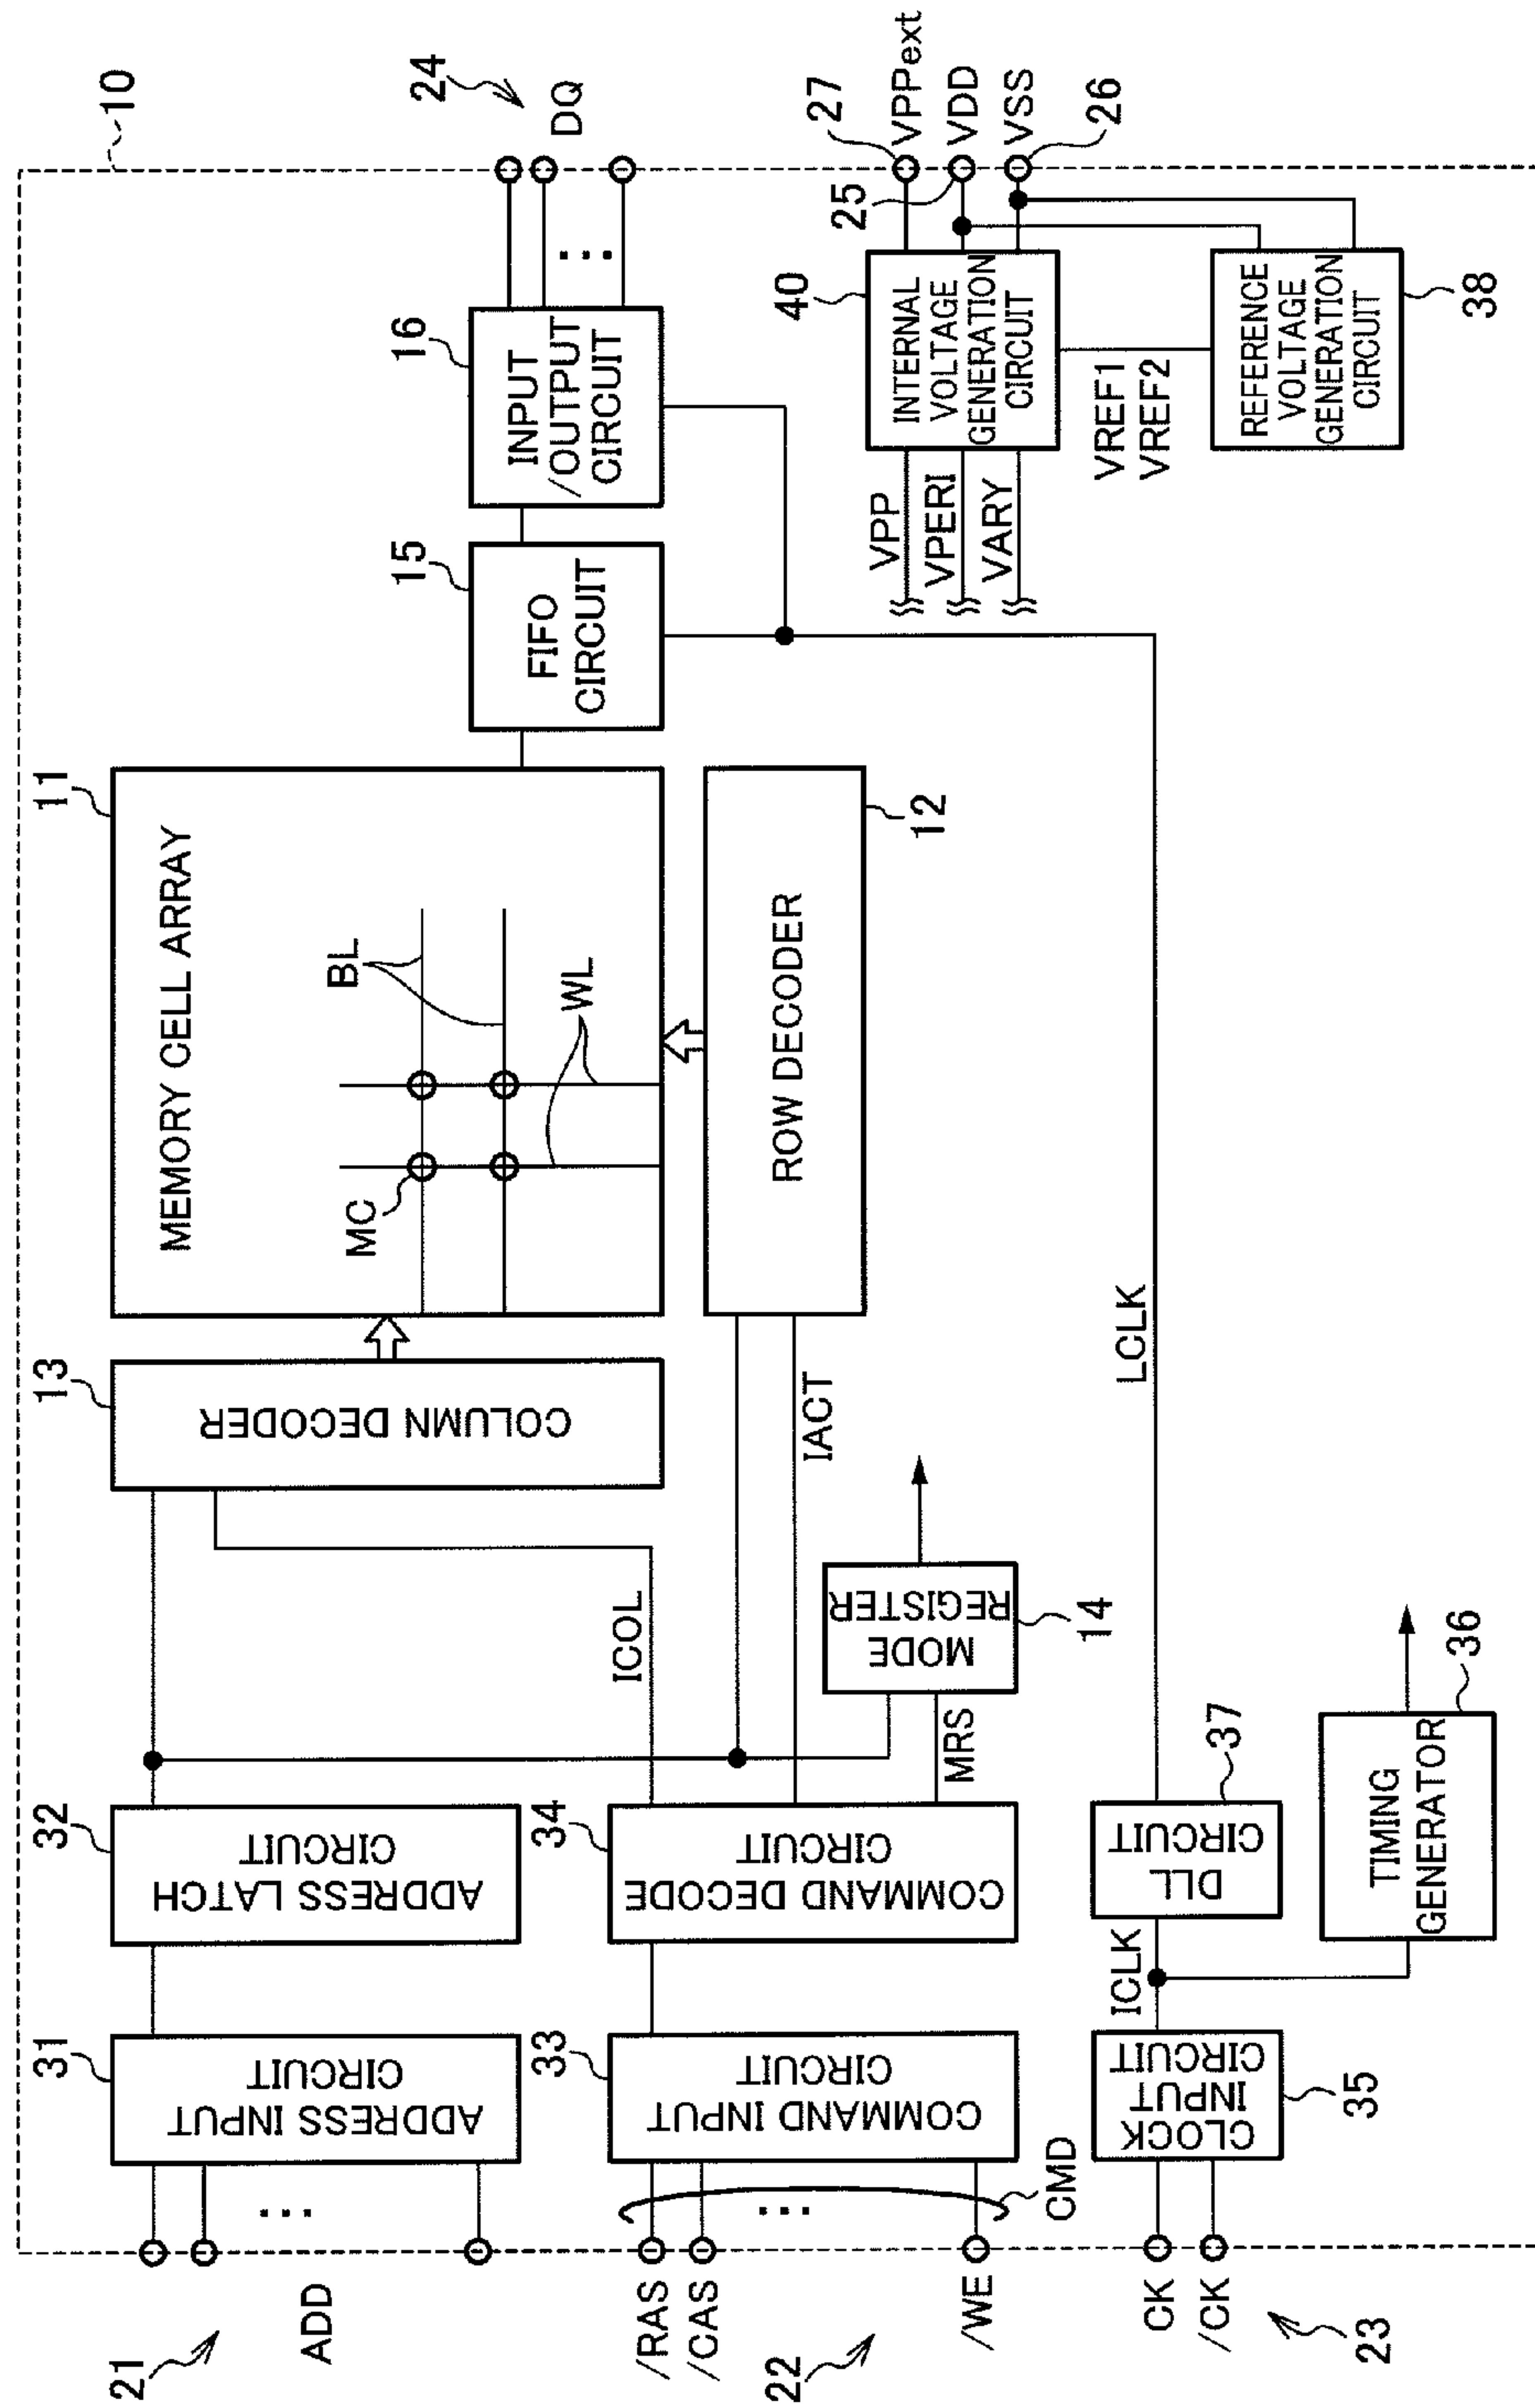 10
21
ADD
31
ADDRESS INPUT
CIRCUIT
32
ADDRESS LATCH
CIRCUIT
13
COLUMN DECODER
11
MEMORY CELL ARRAY
MC
BL
WL
15
FIFO
CIRCUIT
16
INPUT
/OUTPUT
CIRCUIT
24
DQ
/RAS
/CAS
22
/WE
CMD
33
COMMAND INPUT
CIRCUIT
34
COMMAND DECODE
CIRCUIT
ICOL
IACT
MRS
MODE
REGISTER
14
ROW DECODER
12
CK
/CK
23
CLOCK
INPUT
CIRCUIT
35
ICLK
DLL
CIRCUIT
37
LCLK
TIMING
GENERATOR
36
VPP
VPERI
VARY
40
INTERNAL
VOLTAGE
GENERATION
CIRCUIT
27
VPPext
25
VDD
VSS
26
VREF1
VREF2
REFERENCE
VOLTAGE
GENERATION
CIRCUIT
38